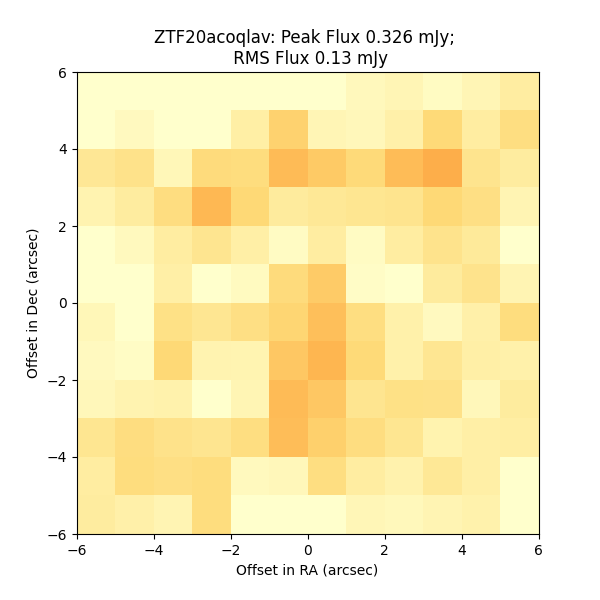 ZTF20acoqlav: Peak Flux 0.326 mJy;
RMS Flux 0.13 mJy
6
4
2
0
−2
−4
−6
Offset in Dec (arcsec)
−6 −4 −2 0 2 4 6
Offset in RA (arcsec)